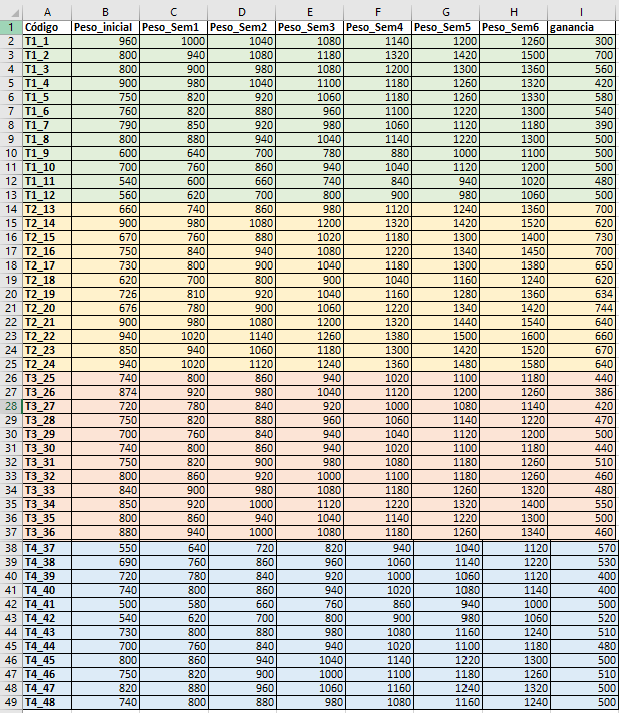 A B C D E F G H I
1 Código Peso_inicial Peso_Sem1 Peso_Sem2 Peso_Sem3 Peso_Sem4 Peso_Sem5 Peso_Sem6 ganancia
2 T1_1 960 1000 1040 1080 1140 1200 1260 300
3 T1_2 800 940 1080 1180 1320 1420 1500 700
4 T1_3 800 900 980 1080 1200 1300 1360 560
5 T1_4 900 980 1040 1100 1180 1260 1320 420
6 T1_5 750 820 920 1060 1180 1260 1330 580
7 T1_6 760 820 880 960 1100 1220 1300 540
8 T1_7 790 850 920 980 1060 1120 1180 390
9 T1_8 800 880 940 1040 1140 1220 1300 500
10 T1_9 600 640 700 780 880 1000 1100 500
11 T1_10 700 760 860 940 1040 1120 1200 500
12 T1_11 540 600 660 740 840 940 1020 480
13 T1_12 560 620 700 800 900 980 1060 500
14 T2_13 660 740 860 980 1120 1240 1360 700
15 T2_14 900 980 1080 1200 1320 1420 1520 620
16 T2_15 670 760 880 1020 1180 1300 1400 730
17 T2_16 750 840 940 1080 1220 1340 1450 700
18 T2_17 730 800 900 1040 1180 1300 1380 650
19 T2_18 620 700 800 900 1040 1160 1240 620
20 T2_19 726 810 920 1040 1160 1280 1360 634
21 T2_20 676 780 900 1060 1220 1340 1420 744
22 T2_21 900 980 1080 1200 1320 1440 1540 640
23 T2_22 940 1020 1140 1260 1380 1500 1600 660
24 T2_23 850 940 1060 1180 1300 1420 1520 670
25 T2_24 940 1020 1120 1240 1360 1480 1580 640
26 T3_25 740 800 860 940 1020 1100 1180 440
27 T3_26 874 920 980 1040 1120 1200 1260 386
28 T3_27 720 780 840 920 1000 1080 1140 420
29 T3_28 750 820 880 960 1060 1140 1220 470
30 T3_29 700 760 840 940 1040 1120 1200 500
31 T3_30 740 800 860 940 1020 1100 1180 440
32 T3_31 750 820 900 980 1080 1180 1260 510
33 T3_32 800 860 920 1000 1100 1180 1260 460
34 T3_33 840 900 980 1080 1180 1260 1320 480
35 T3_34 850 920 1000 1120 1220 1320 1400 550
36 T3_35 800 860 940 1040 1140 1220 1300 500
37 T3_36 880 940 1000 1080 1180 1260 1340 460
38 T4_37 550 640 720 820 940 1040 1120 570
39 T4_38 690 760 860 960 1060 1140 1220 530
40 T4_39 720 780 840 920 1000 1060 1120 400
41 T4_40 740 800 860 940 1020 1080 1140 400
42 T4_41 500 580 660 760 860 940 1000 500
43 T4_42 540 620 700 800 900 980 1060 520
44 T4_43 730 800 880 980 1080 1160 1240 510
45 T4_44 700 760 840 940 1020 1100 1180 480
46 T4_45 800 860 940 1040 1140 1220 1300 500
47 T4_46 750 820 900 1000 1100 1180 1260 510
48 T4_47 820 880 960 1060 1160 1240 1320 500
49 T4_48 740 800 880 980 1080 1160 1240 500